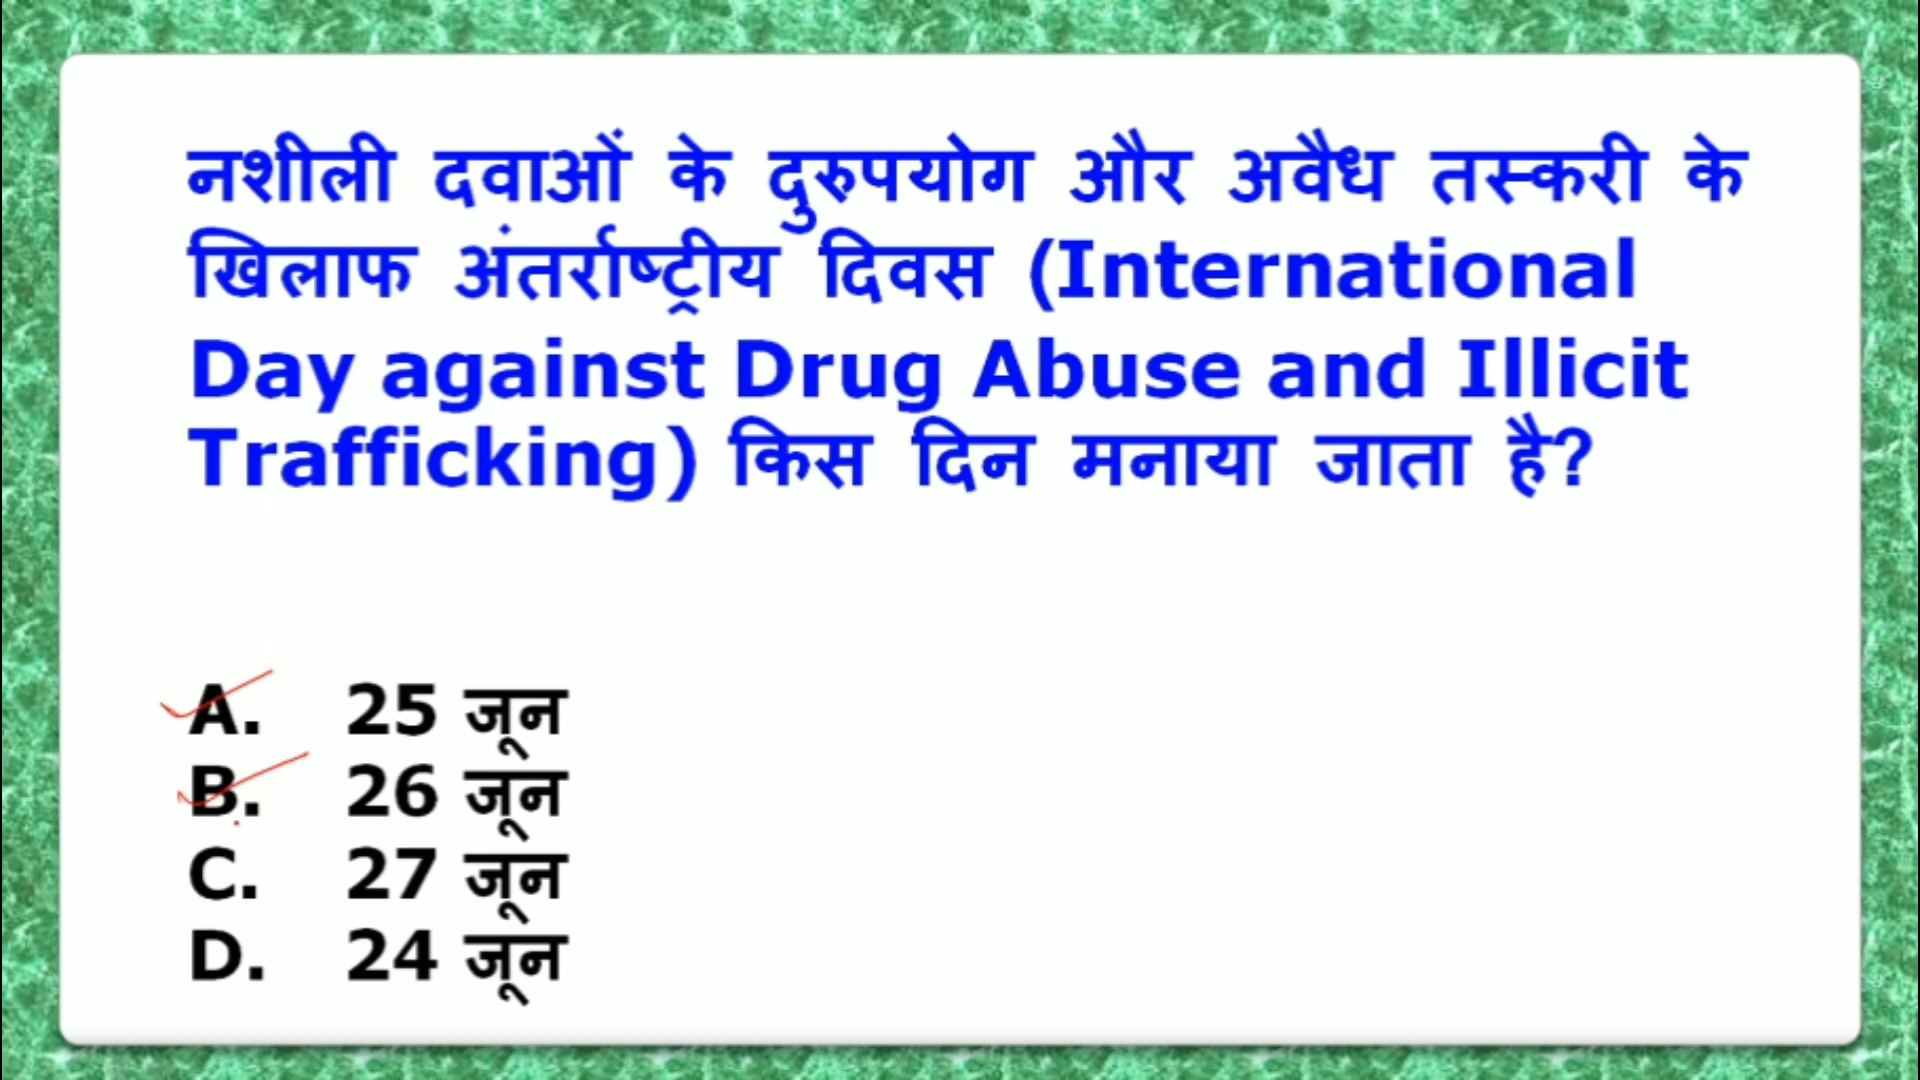 नशीली दवाओं के दुरुपयोग और अवैध तस्करी के
खिलाफ अंतर्राष्ट्रीय दिवस (International
Day against Drug Abuse and Illicit
Trafficking) किस दिन मनाया जाता है?
A. 25 जून
B. 26 जून
C. 27 जून
D. 24 जून